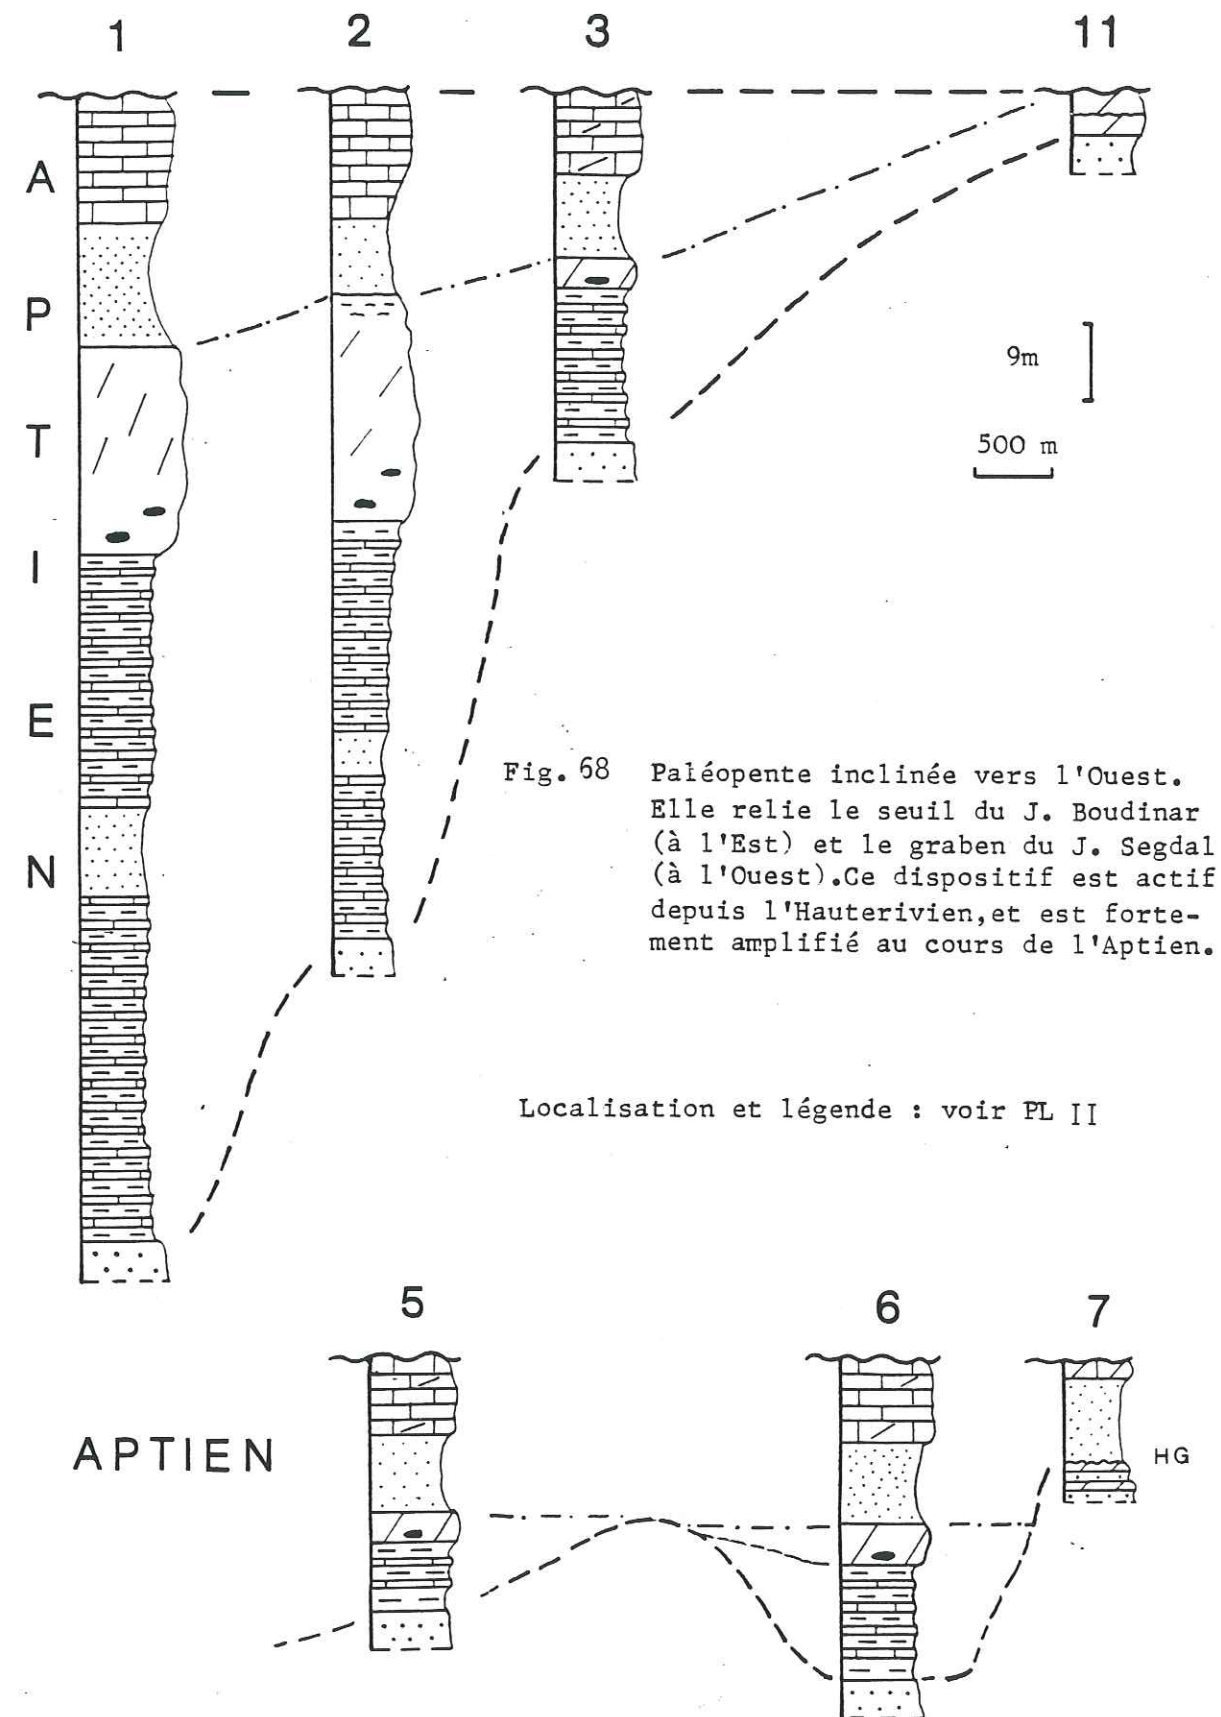 1 2 3 11
A
P
T
I
E
N
9m
500 m
Fig. 68 Paléopente inclinée vers l'Ouest.
Elle relie le seuil du J. Boudinar
(à l'Est) et le graben du J. Segdal
(à l'Ouest).Ce dispositif est actif
depuis l'Hauterivien,et est forte-
ment amplifié au cours de l'Aptien.
Localisation et légende : voir PL II
5 6 7
APTIEN
HG